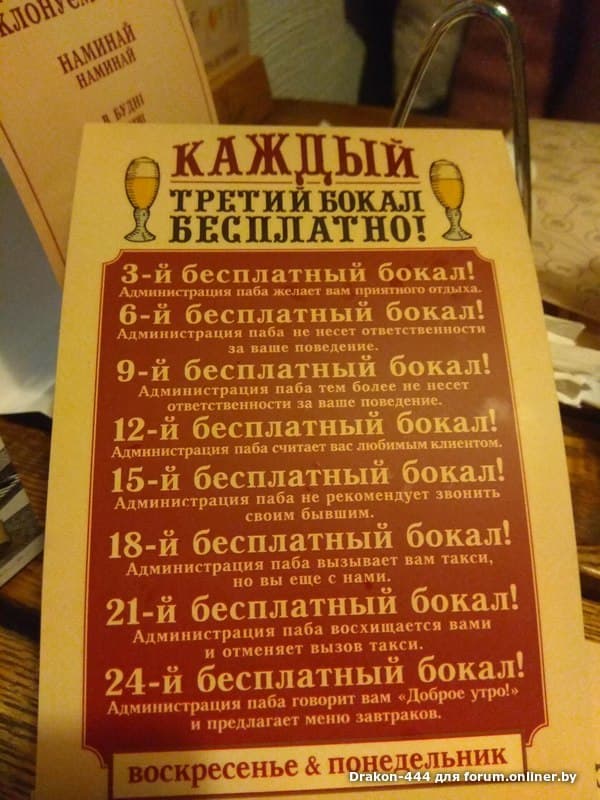 КЛОНУЄМ
НАМИНАЙ
НАМИНАЙ
В БУДНІ
КАЖДЫЙ
ТРЕТИЙ БОКАЛ
БЕСПЛАТНО!
3-й бесплатный бокал!
Администрация паба желает вам приятного отдыха.
6-й бесплатный бокал!
Администрация паба не несет ответственности
за ваше поведение.
9-й бесплатный бокал!
Администрация паба тем более не несет
ответственности за ваше поведение.
12-й бесплатный бокал!
Администрация паба считает вас любимым клиентом.
15-й бесплатный бокал!
Администрация паба не рекомендует звонить
своим бывшим.
18-й бесплатный бокал!
Администрация паба вызывает вам такси,
но вы еще с нами.
21-й бесплатный бокал!
Администрация паба восхищается вами
и отменяет вызов такси.
24-й бесплатный бокал!
Администрация паба говорит вам «Доброе утро!»
и предлагает меню завтраков.
воскресенье & понедельник
Drakon-444 для forum.onliner.by